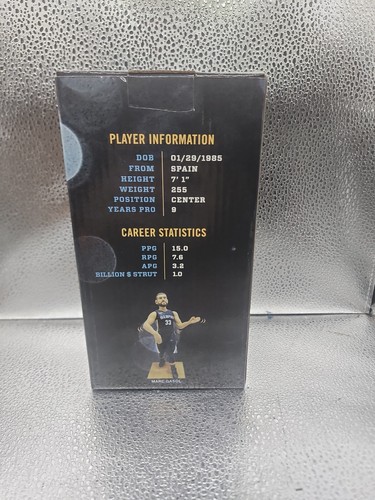 PLAYER INFORMATION
DOB 01/29/1985
FROM SPAIN
HEIGHT 7' 1"
WEIGHT 255
POSITION CENTER
YEARS PRO 9
CAREER STATISTICS
PPG 15.0
RPG 7.6
APG 3.2
BILLION $ STRUT 1.0
MEMPHIS
33
MARC GASOL